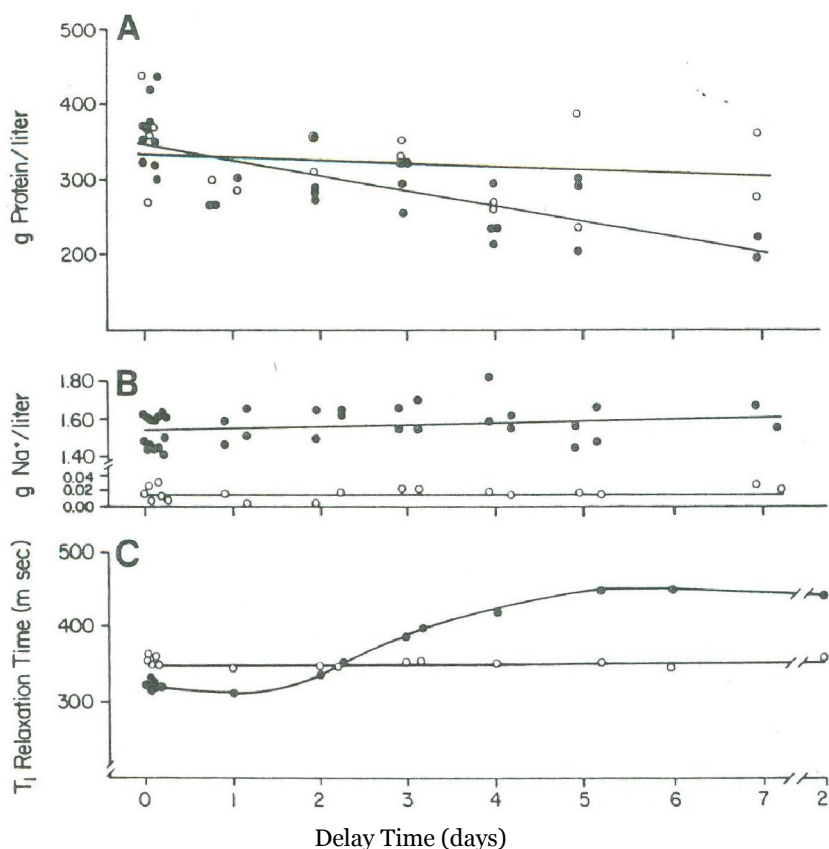 A
500
400
300
200
g Protein/liter
B
1.80
1.60
1.40
0.04
0.02
0.00
g Na⁺/liter
C
500
400
300
T₁ Relaxation Time (m sec)
0 1 2 3 4 5 6 7 2
Delay Time (days)